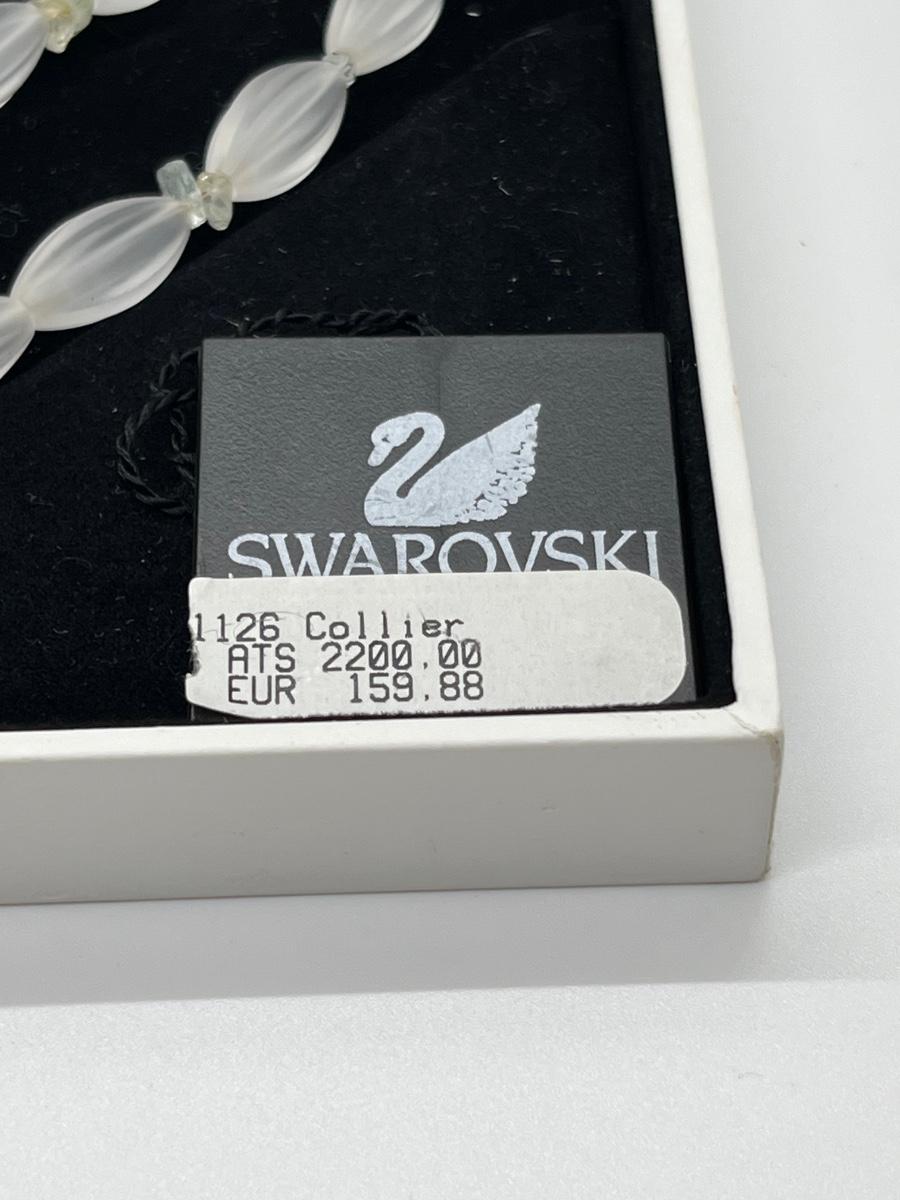 SWAROVSKI
1126 Collier
ATS 2200.00
EUR 159.88